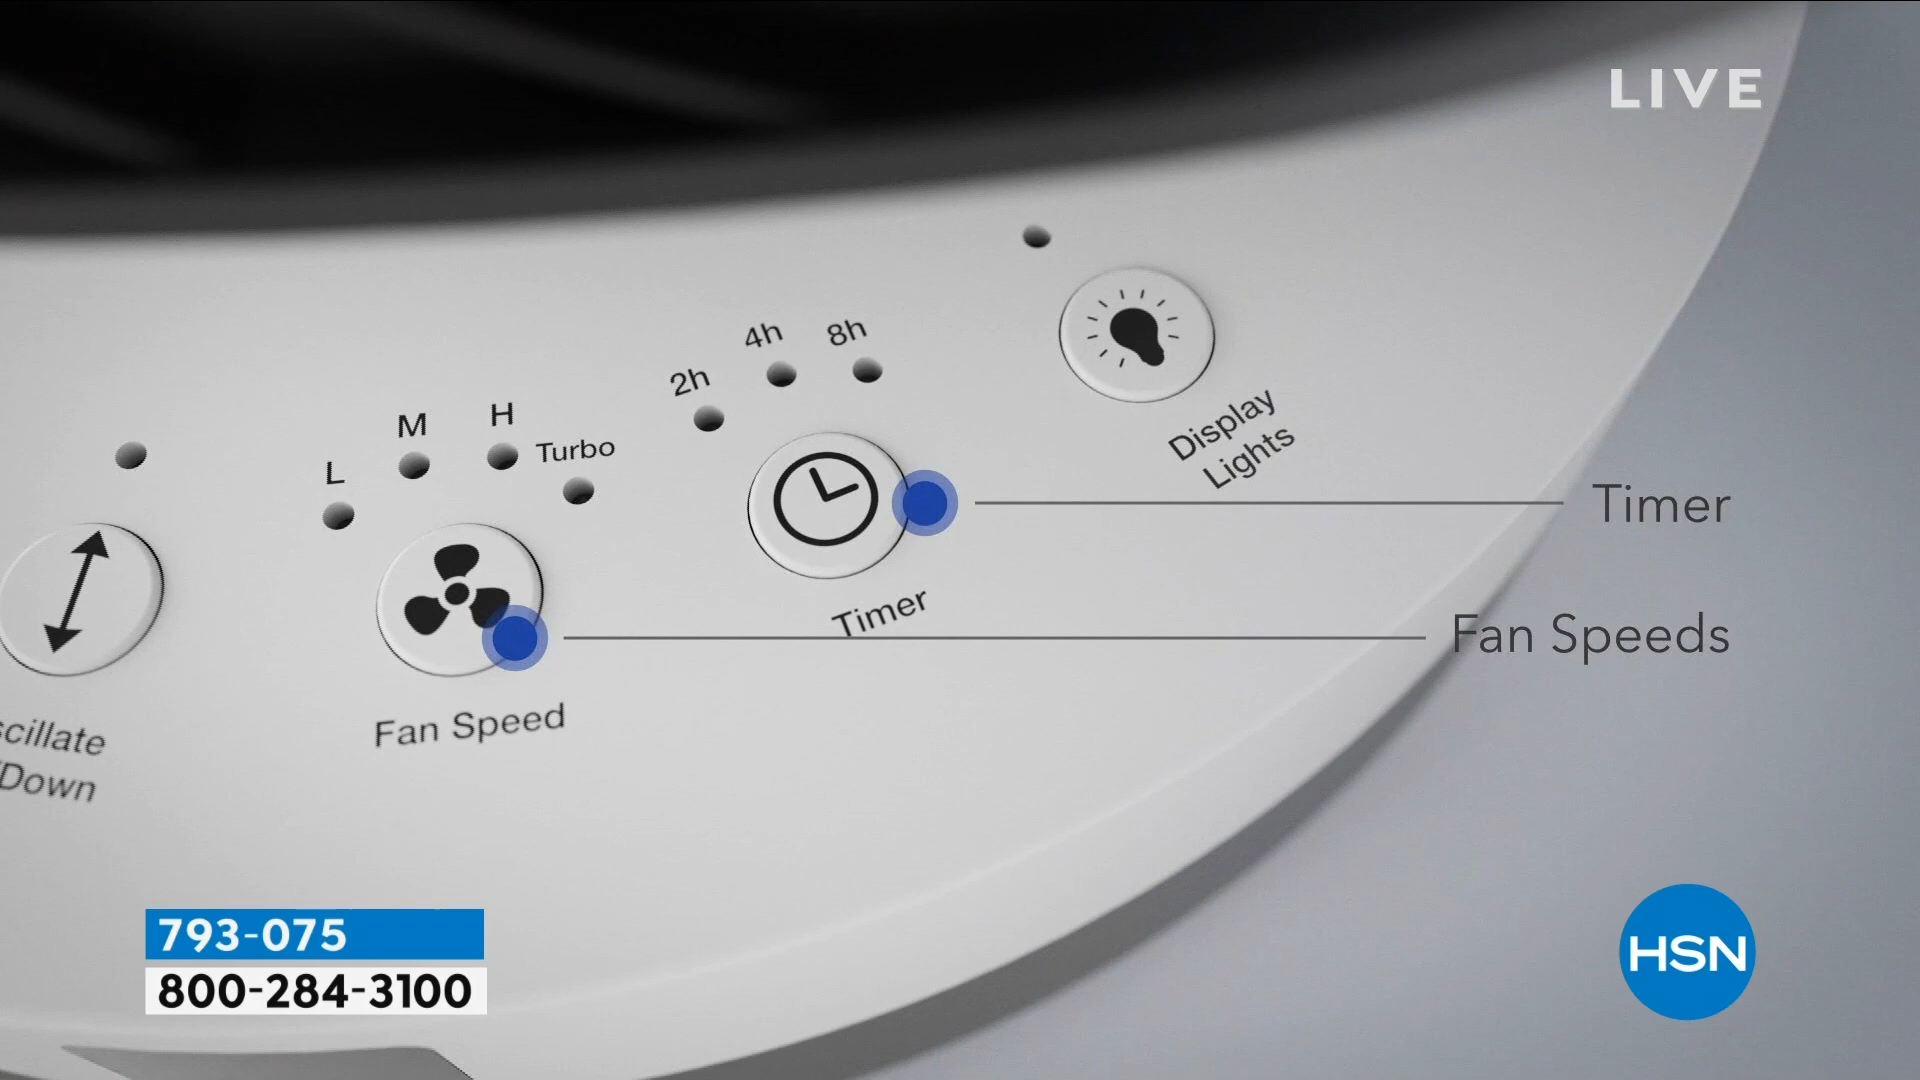 LIVE
4h
8h
2h
M
H
Turbo
L
Display
Lights
Timer
Timer
Fan Speeds
Fan Speed
scillate
/Down
793-075
800-284-3100
HSN